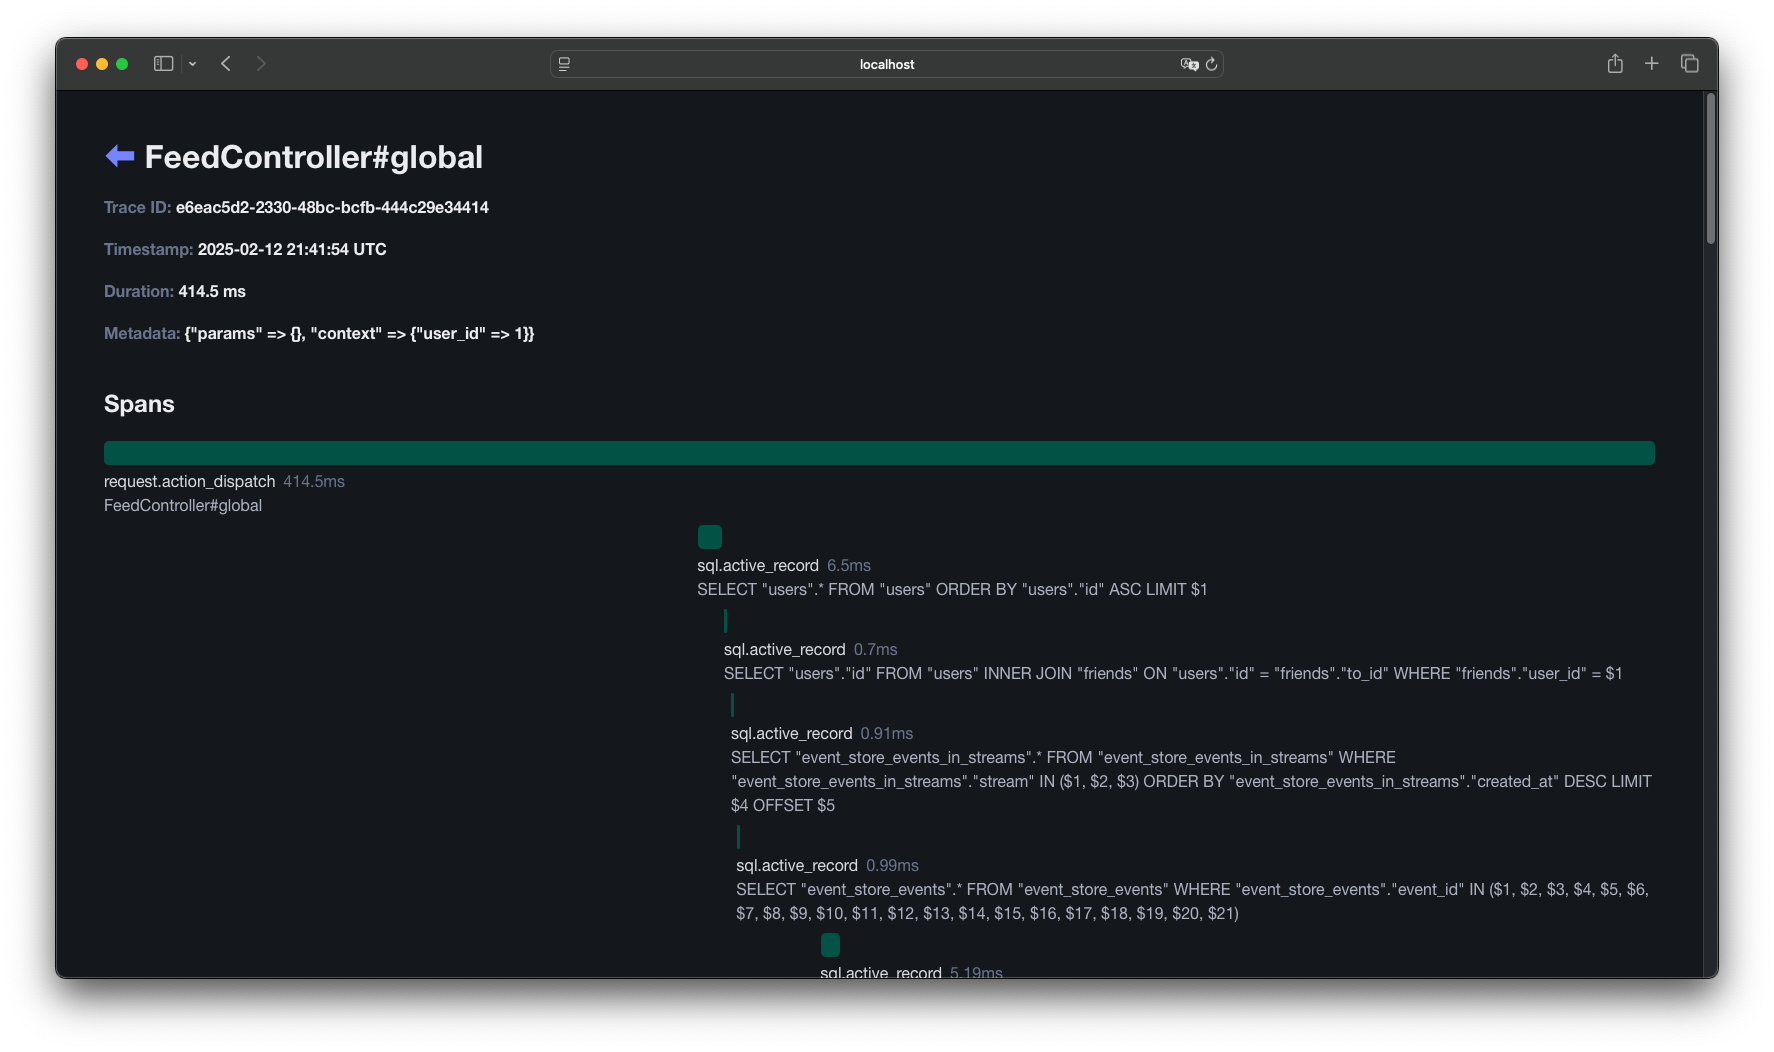 localhost
FeedController#global
Trace ID: e6eac5d2-2330-48bc-bcfb-444c29e34414
Timestamp: 2025-02-12 21:41:54 UTC
Duration: 414.5 ms
Metadata: {"params" => {}, "context" => {"user_id" => 1}}
Spans
request.action_dispatch 414.5ms
FeedController#global
sql.active_record 6.5ms
SELECT "users".* FROM "users" ORDER BY "users"."id" ASC LIMIT $1
sql.active_record 0.7ms
SELECT "users"."id" FROM "users" INNER JOIN "friends" ON "users"."id" = "friends"."to_id" WHERE "friends"."user_id" = $1
sql.active_record 0.91ms
SELECT "event_store_events_in_streams".* FROM "event_store_events_in_streams" WHERE
"event_store_events_in_streams"."stream" IN ($1, $2, $3) ORDER BY "event_store_events_in_streams"."created_at" DESC LIMIT
$4 OFFSET $5
sql.active_record 0.99ms
SELECT "event_store_events".* FROM "event_store_events" WHERE "event_store_events"."event_id" IN ($1, $2, $3, $4, $5, $6,
$7, $8, $9, $10, $11, $12, $13, $14, $15, $16, $17, $18, $19, $20, $21)
sql.active_record 5.19ms